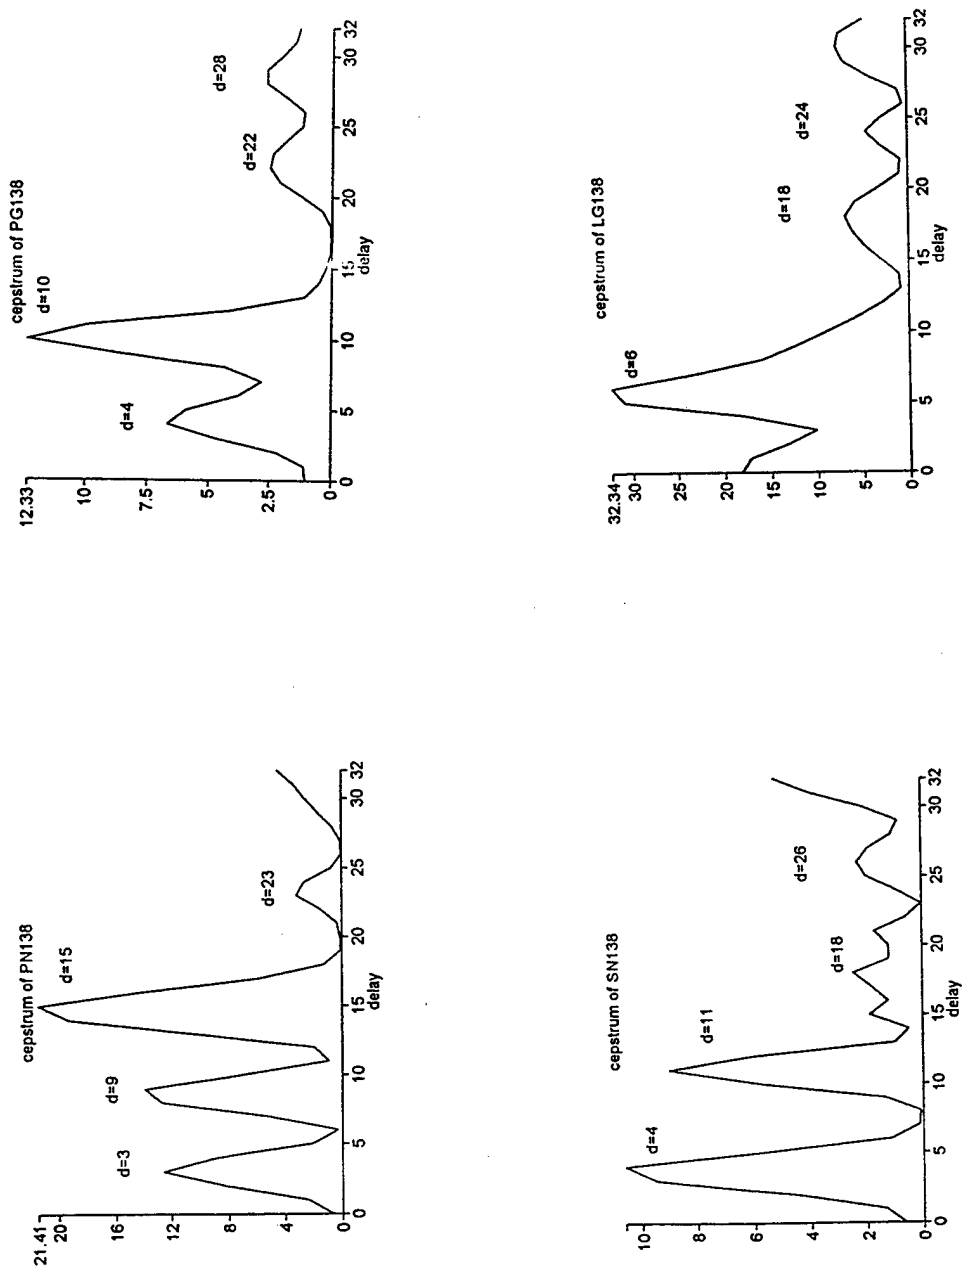 cepstrum of PN138
21.41
20
16
12
8
4
0
d=3
d=9
d=15
d=23
0 5 10 15 20 25 30 32
delay
cepstrum of PG138
12.33
10
7.5
5
2.5
0
d=4
d=10
d=22
d=28
0 5 10 15 20 25 30 32
delay
cepstrum of SN138
10
8
6
4
2
0
d=4
d=11
d=18
d=26
0 5 10 15 20 25 30 32
delay
cepstrum of LG138
32.34
30
25
20
15
10
5
0
d=6
d=18
d=24
0 5 10 15 20 25 30 32
delay